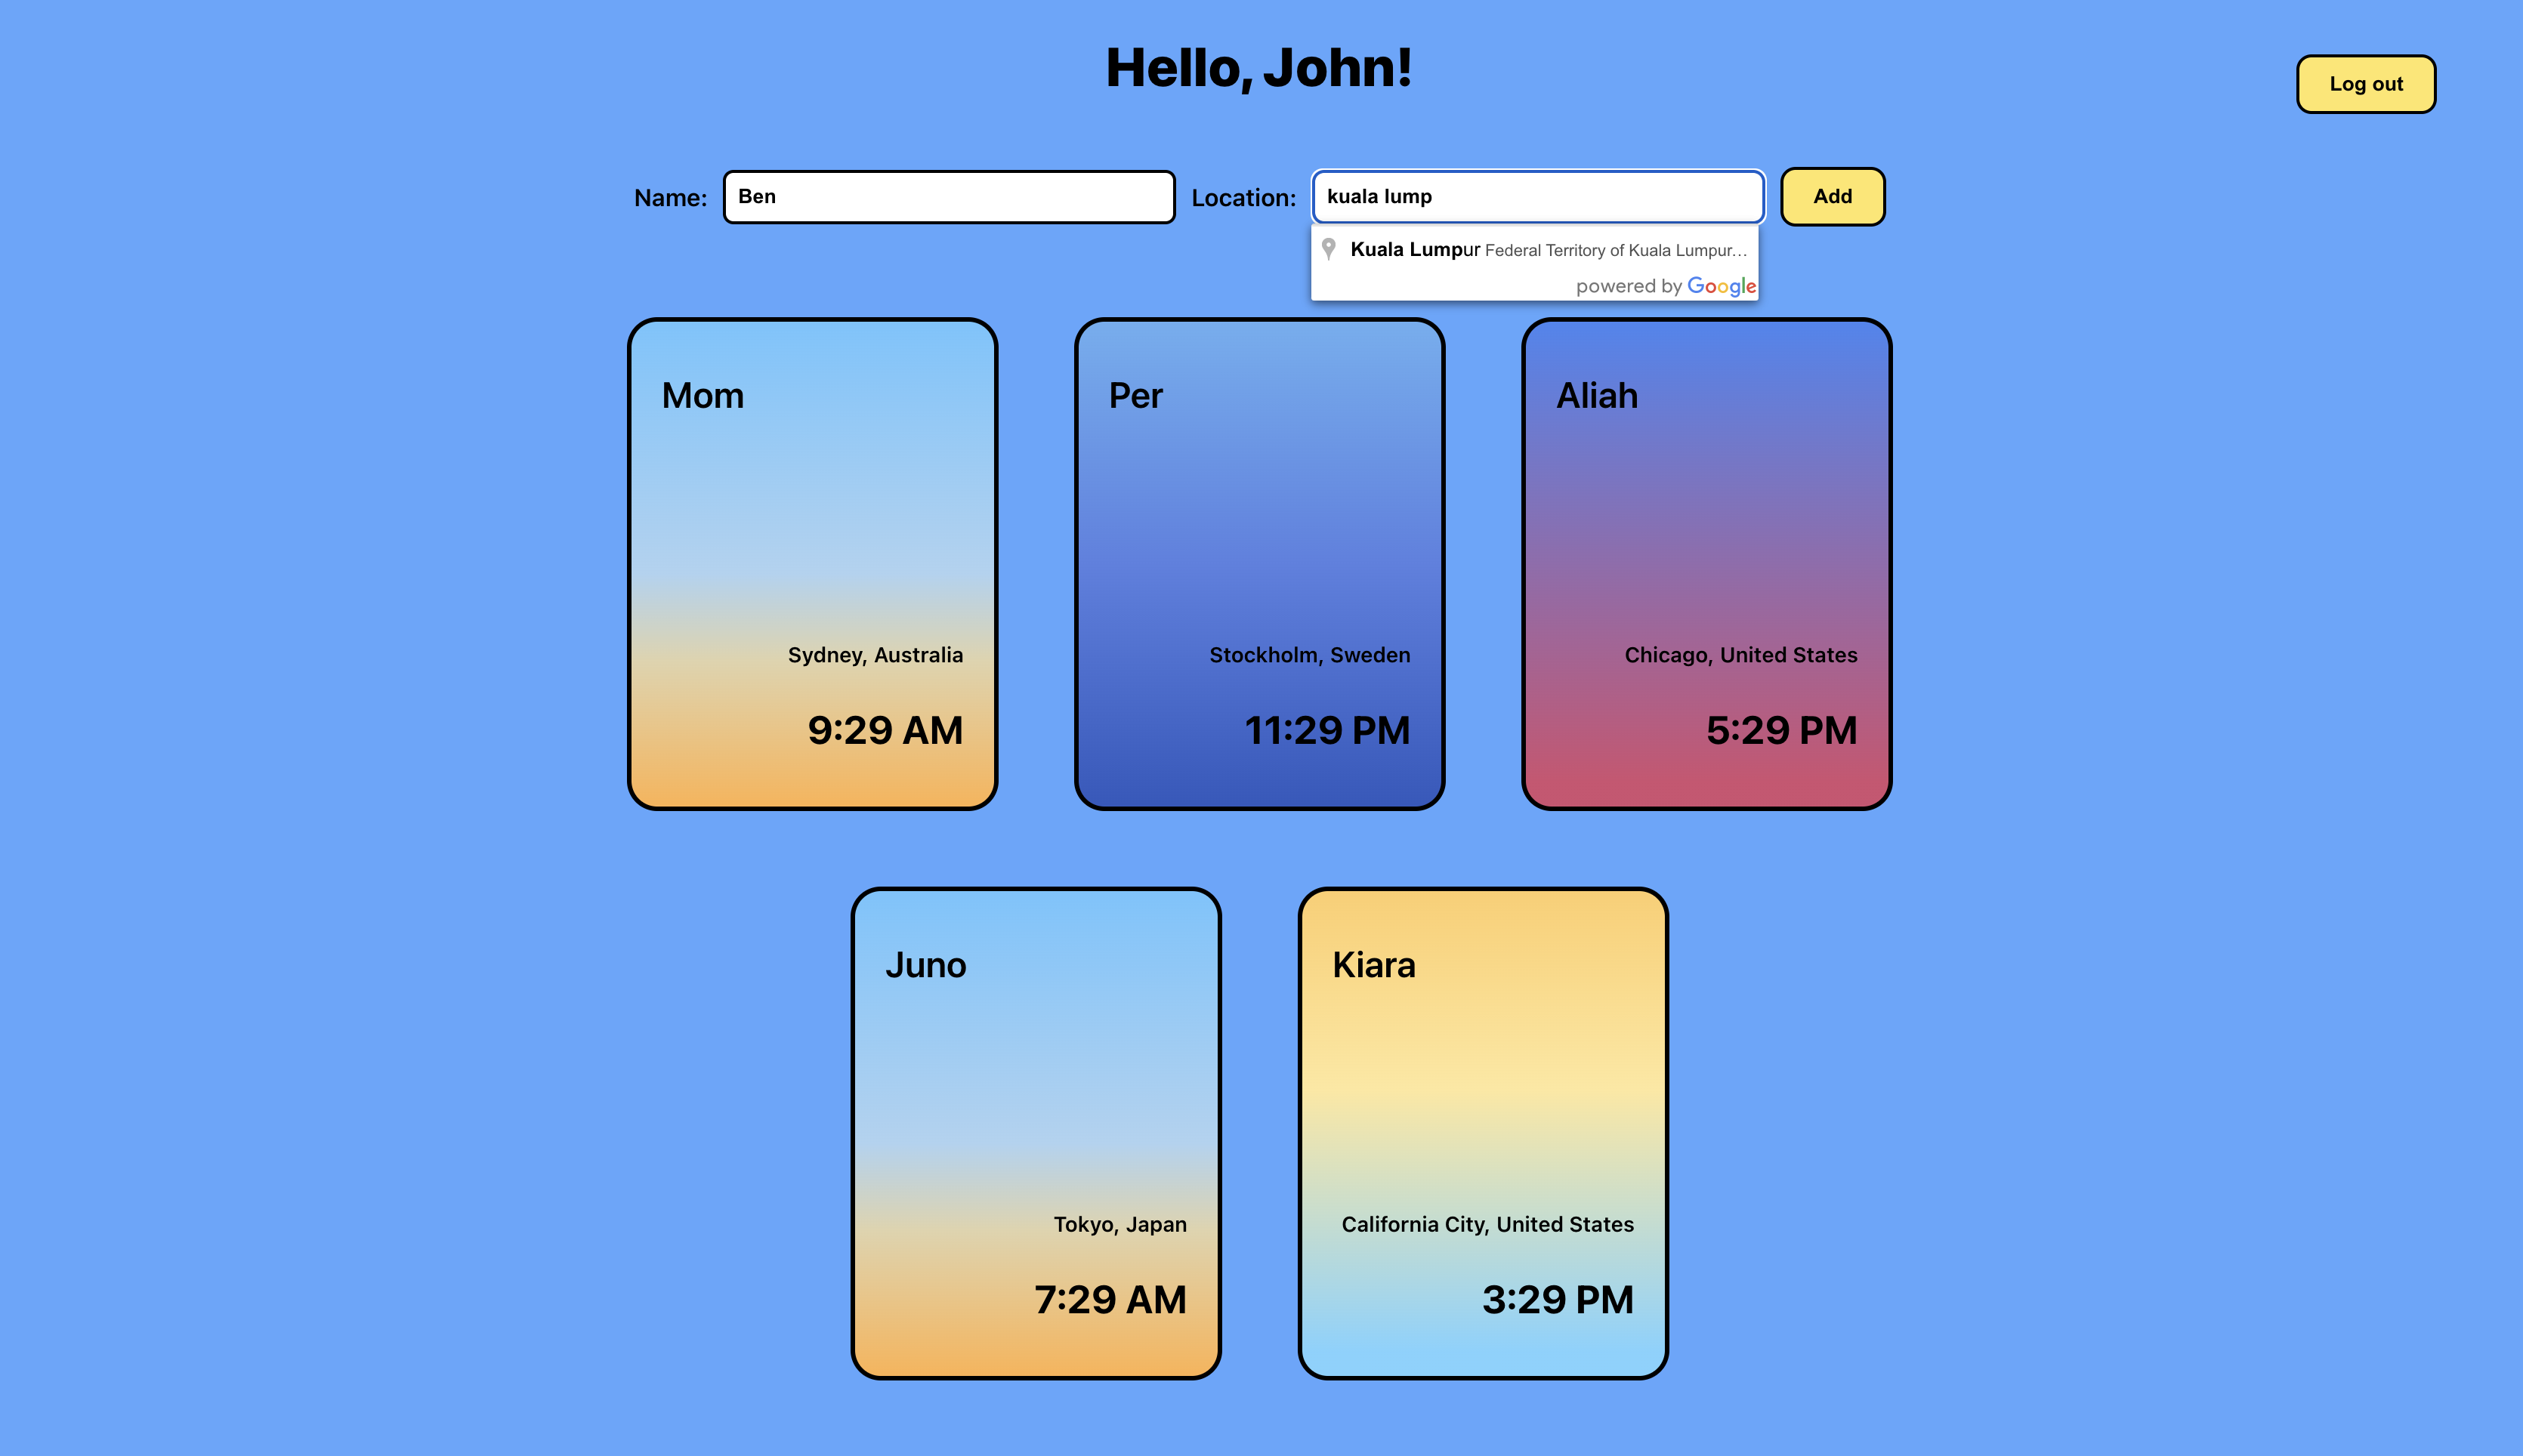 Hello, John!
Log out
Name: Ben Location: kuala lump Add
Kuala Lumpur Federal Territory of Kuala Lumpur...
powered by Google
Mom
Sydney, Australia
9:29 AM
Per
Stockholm, Sweden
11:29 PM
Aliah
Chicago, United States
5:29 PM
Juno
Tokyo, Japan
7:29 AM
Kiara
California City, United States
3:29 PM